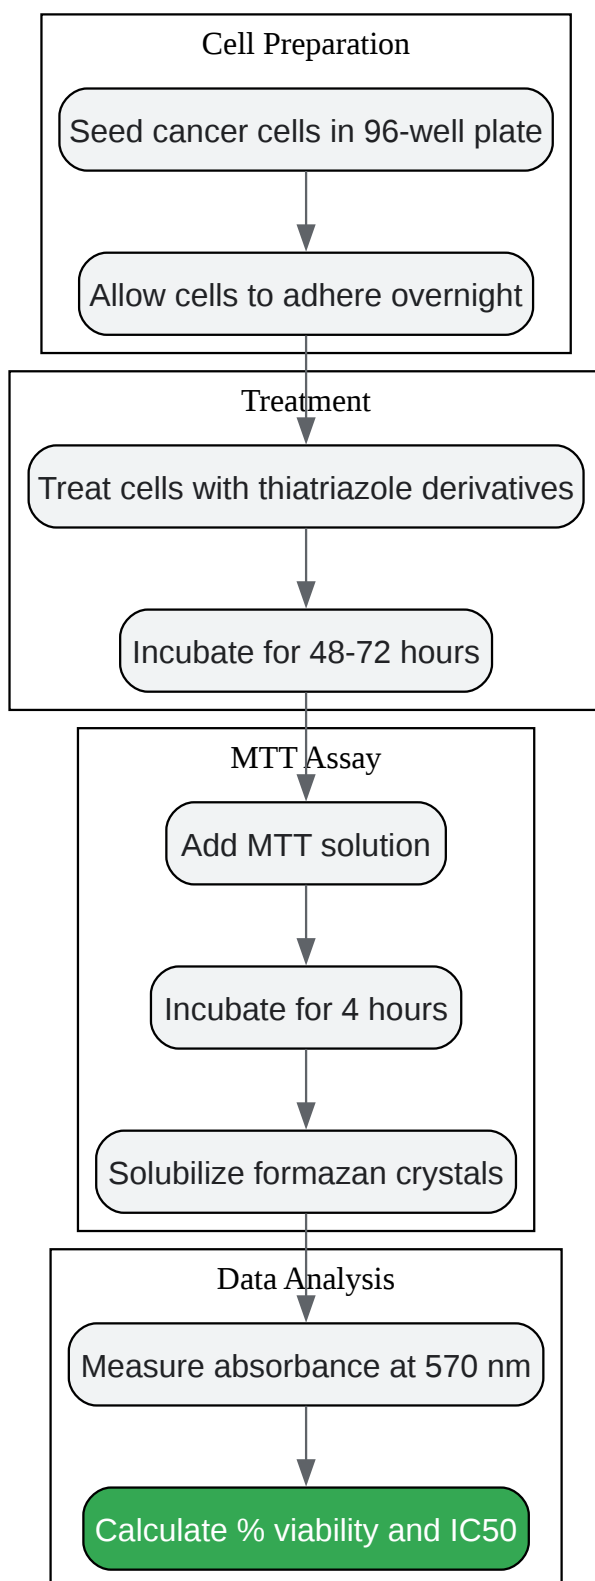 Cell Preparation
Seed cancer cells in 96-well plate
Allow cells to adhere overnight
Treatment
Treat cells with thiatriazole derivatives
Incubate for 48-72 hours
MTT Assay
Add MTT solution
Incubate for 4 hours
Solubilize formazan crystals
Data Analysis
Measure absorbance at 570 nm
Calculate % viability and IC50